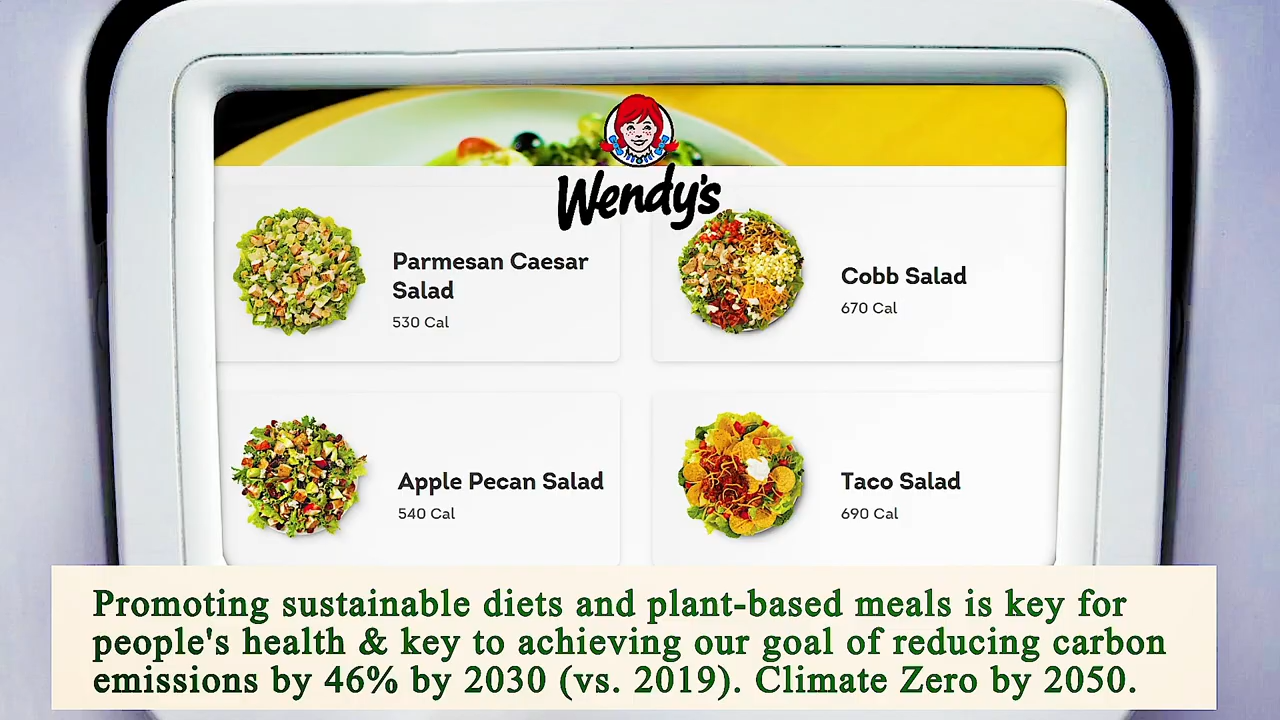 Wendy's
Parmesan Caesar
Salad
530 Cal
Cobb Salad
670 Cal
Apple Pecan Salad
540 Cal
Taco Salad
690 Cal
Promoting sustainable diets and plant-based meals is key for
people's health & key to achieving our goal of reducing carbon
emissions by 46% by 2030 (vs. 2019). Climate Zero by 2050.